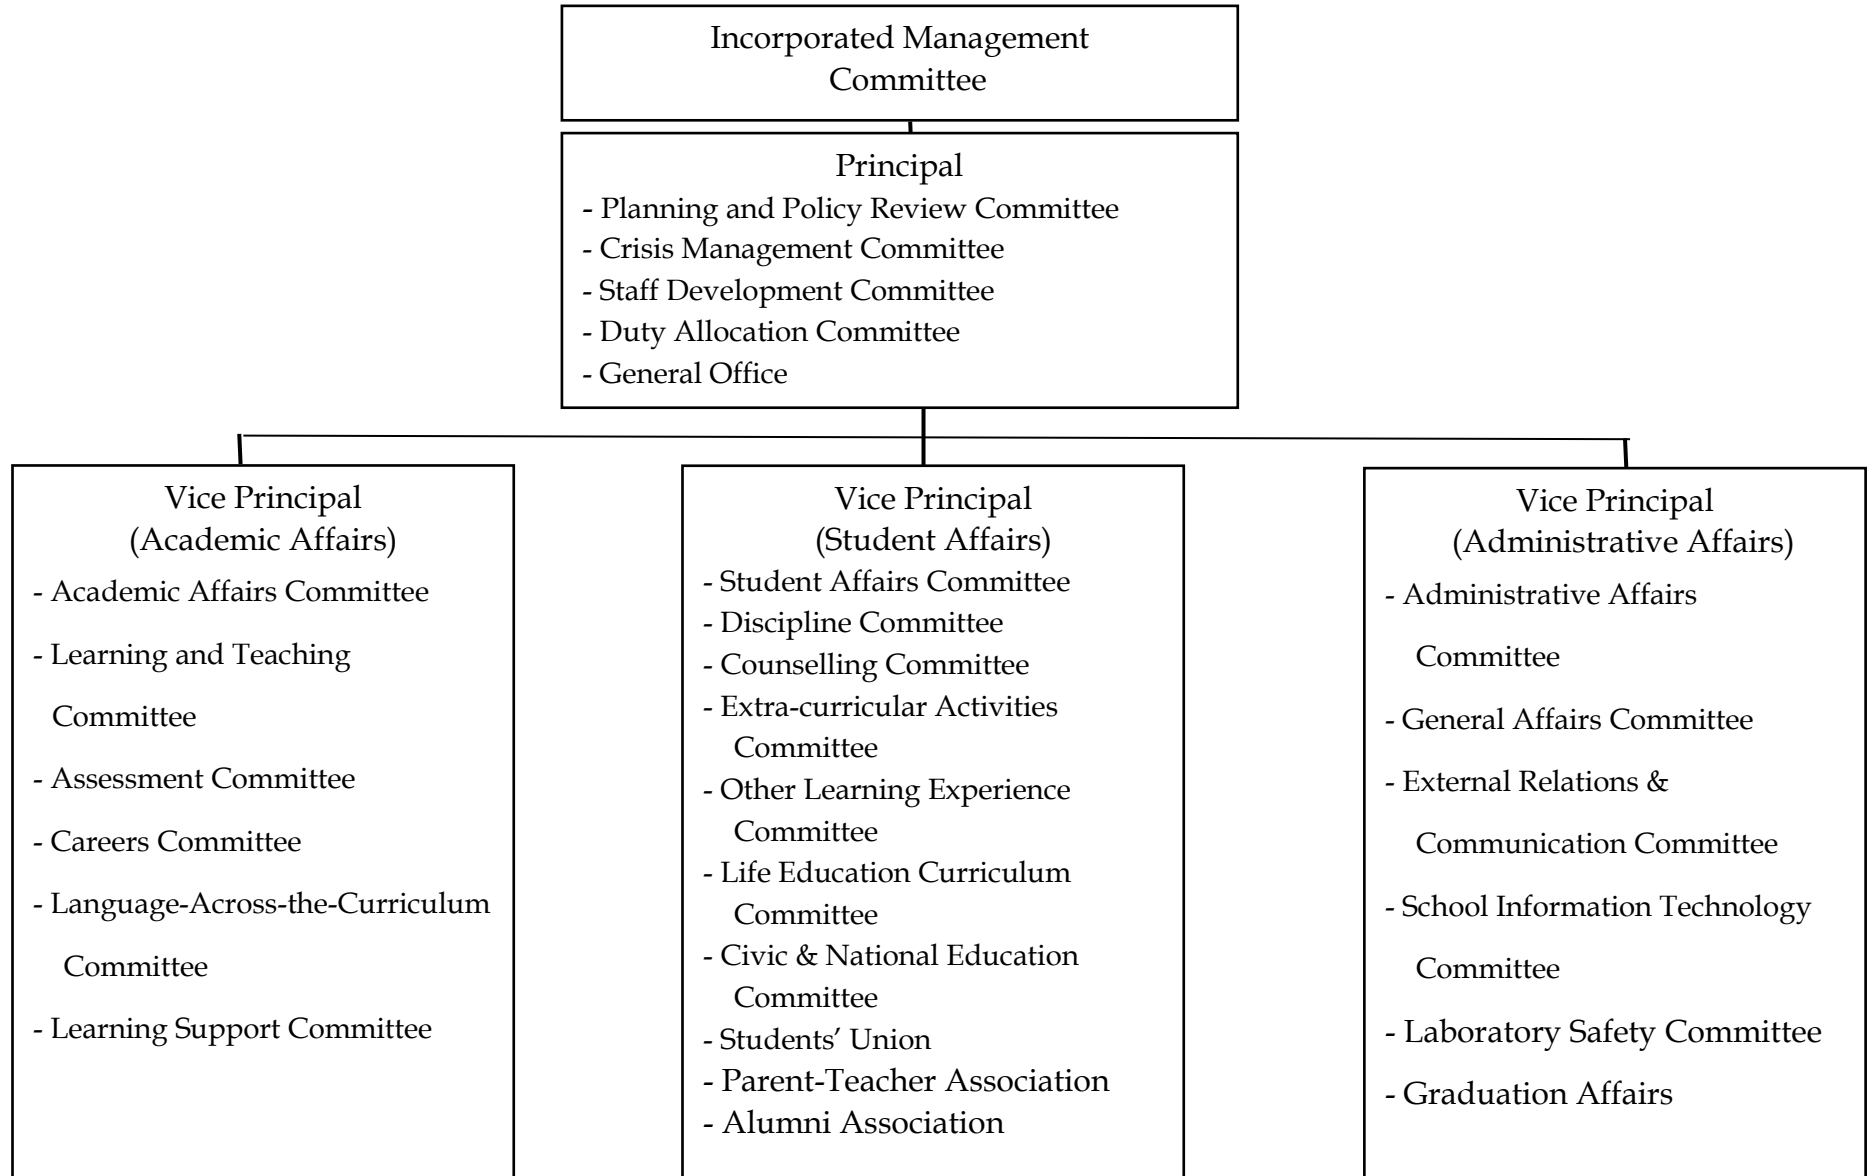 Incorporated Management
Committee
Principal
- Planning and Policy Review Committee
- Crisis Management Committee
- Staff Development Committee
- Duty Allocation Committee
- General Office
Vice Principal
(Academic Affairs)
- Academic Affairs Committee
- Learning and Teaching
Committee
- Assessment Committee
- Careers Committee
- Language-Across-the-Curriculum
Committee
- Learning Support Committee
Vice Principal
(Student Affairs)
- Student Affairs Committee
- Discipline Committee
- Counselling Committee
- Extra-curricular Activities
Committee
- Other Learning Experience
Committee
- Life Education Curriculum
Committee
- Civic & National Education
Committee
- Students’ Union
- Parent-Teacher Association
- Alumni Association
Vice Principal
(Administrative Affairs)
- Administrative Affairs
Committee
- General Affairs Committee
- External Relations &
Communication Committee
- School Information Technology
Committee
- Laboratory Safety Committee
- Graduation Affairs